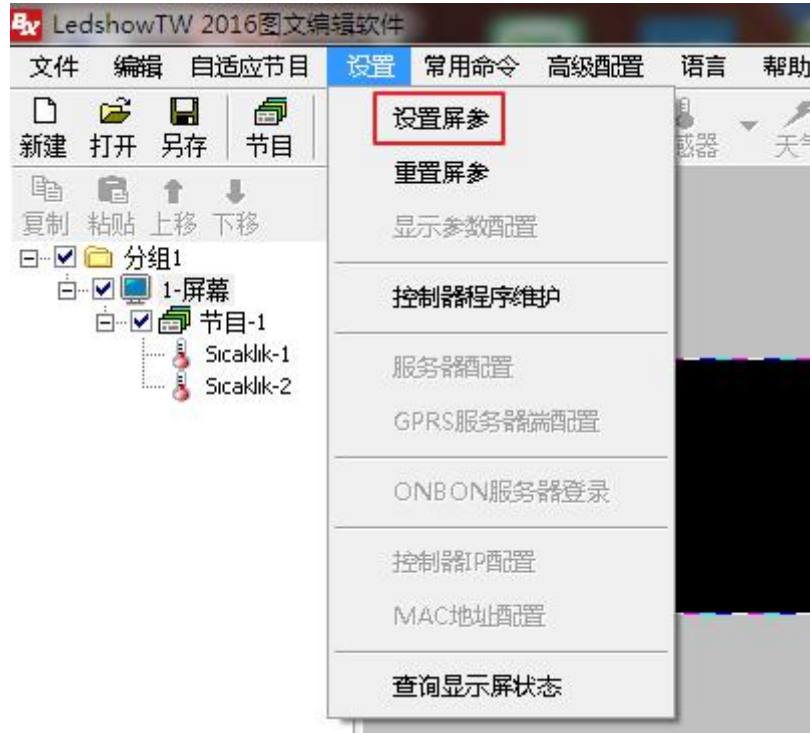 LedshowTW 2016图文编辑软件
文件 编辑 自适应节目 设置 常用命令 高级配置 语言 帮助
新建 打开 另存 节目
感器
复制 粘贴 上移 下移
分组1
1-屏幕
节目-1
Sıcaklık-1
Sıcaklık-2
设置屏参
重置屏参
显示参数配置
控制器程序维护
服务器配置
GPRS服务器端配置
ONBON服务器登录
控制器IP配置
MAC地址配置
查询显示屏状态